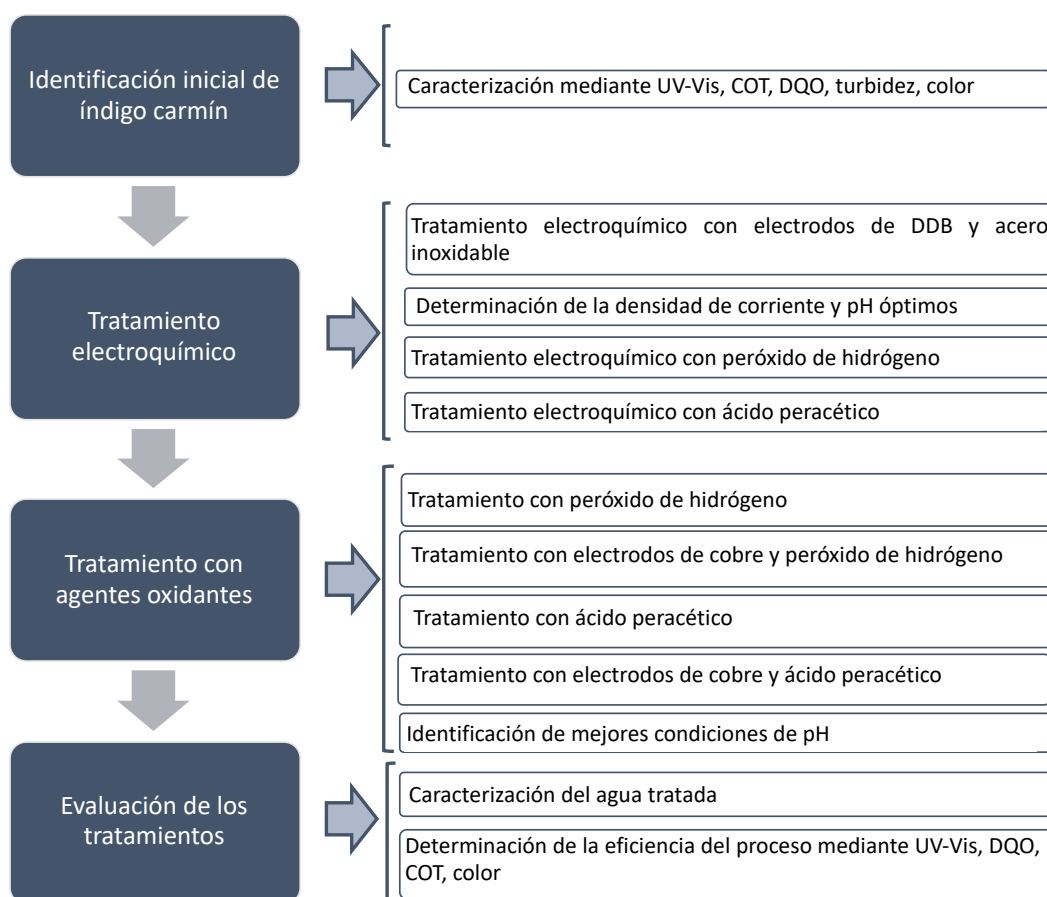 Identificación inicial de
índigo carmín
Caracterización mediante UV-Vis, COT, DQO, turbidez, color
Tratamiento
electroquímico
Tratamiento electroquímico con electrodos de DDB y acero
inoxidable
Determinación de la densidad de corriente y pH óptimos
Tratamiento electroquímico con peróxido de hidrógeno
Tratamiento electroquímico con ácido peracético
Tratamiento con
agentes oxidantes
Tratamiento con peróxido de hidrógeno
Tratamiento con electrodos de cobre y peróxido de hidrógeno
Tratamiento con ácido peracético
Tratamiento con electrodos de cobre y ácido peracético
Identificación de mejores condiciones de pH
Evaluación de los
tratamientos
Caracterización del agua tratada
Determinación de la eficiencia del proceso mediante UV-Vis, DQO,
COT, color